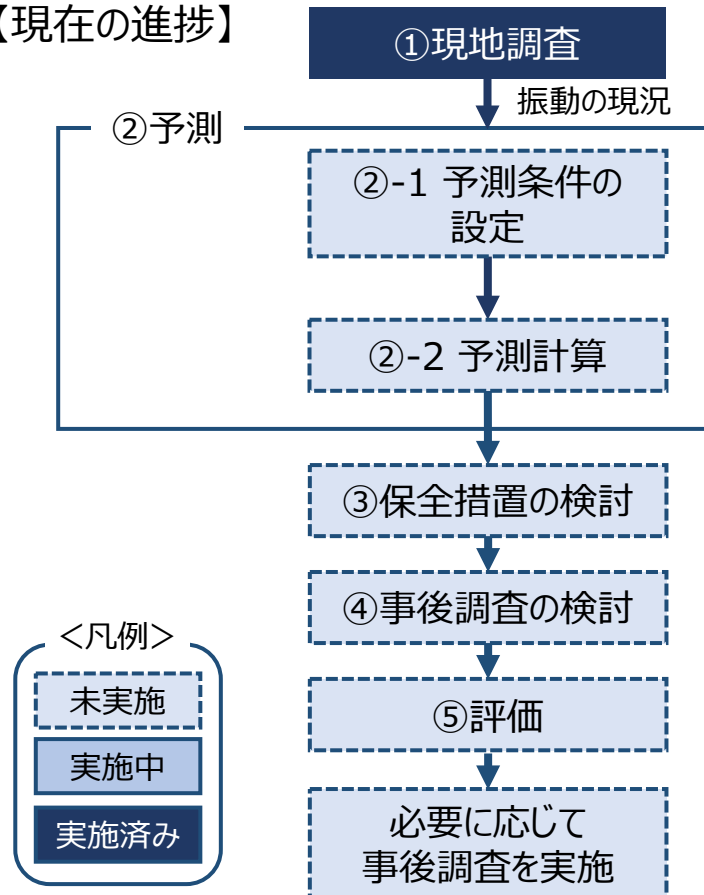 【現在の進捗】
①現地調査
振動の現況
②予測
②-1 予測条件の
設定
②-2 予測計算
③保全措置の検討
④事後調査の検討
⑤評価
必要に応じて
事後調査を実施
＜凡例＞
未実施
実施中
実施済み